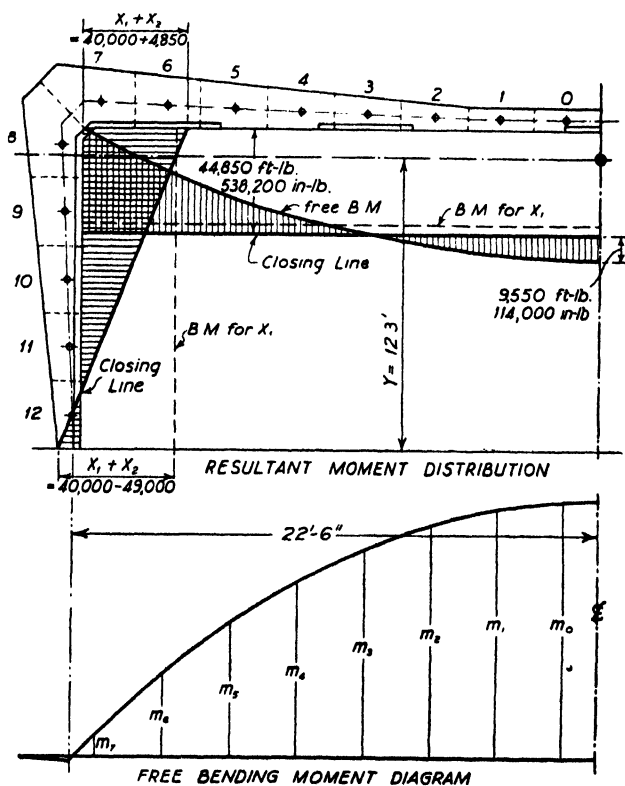 X₁ + X₂
= 40,000 + 4,850
7
6
5
4
3
2
1
0
8
9
10
11
12
44,850 ft-lb.
538,200 in-lb.
free B M
B M for X₁
Closing Line
9,550 ft-lb.
114,000 in-lb
B M for X₁
Y = 12.3'
Closing
Line
X₁ + X₂
= 40,000 - 49,000
RESULTANT MOMENT DISTRIBUTION
22'-6"
m₇
m₆
m₅
m₄
m₃
m₂
m₁
m₀
℄
FREE BENDING MOMENT DIAGRAM